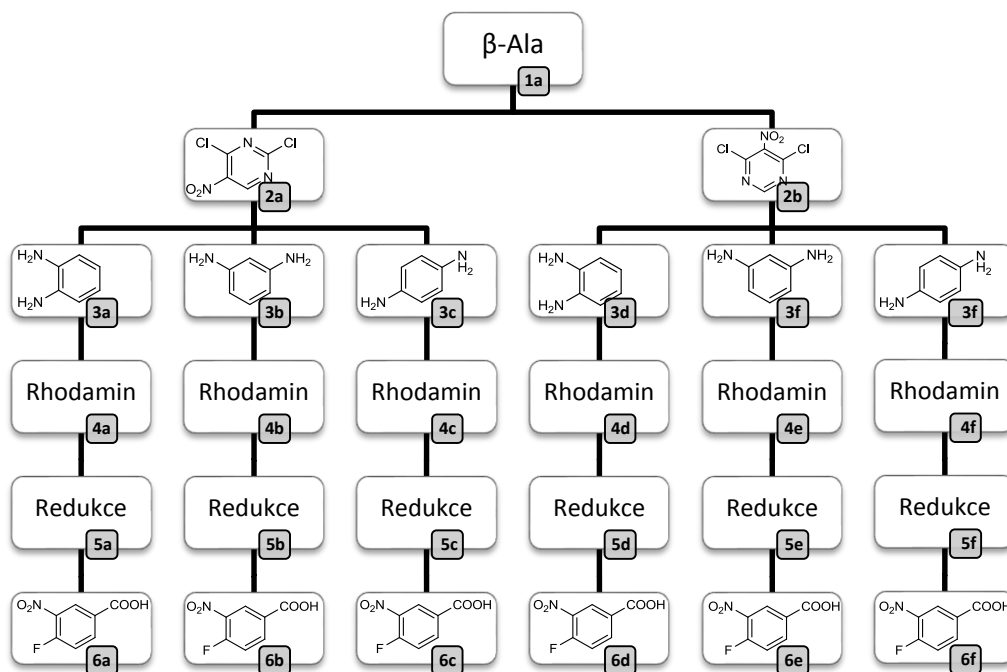 β-Ala
1a
Cl N Cl
O₂N N
2a
NO₂
Cl Cl
N N
2b
H₂N
H₂N
3a
H₂N NH₂
3b
N
H₂
H₂N
3c
H₂N
H₂N
3d
H₂N NH₂
3f
N
H₂
H₂N
3f
Rhodamin
4a
Rhodamin
4b
Rhodamin
4c
Rhodamin
4d
Rhodamin
4e
Rhodamin
4f
Redukce
5a
Redukce
5b
Redukce
5c
Redukce
5d
Redukce
5e
Redukce
5f
O₂N COOH
F
6a
O₂N COOH
F
6b
O₂N COOH
F
6c
O₂N COOH
F
6d
O₂N COOH
F
6e
O₂N COOH
F
6f